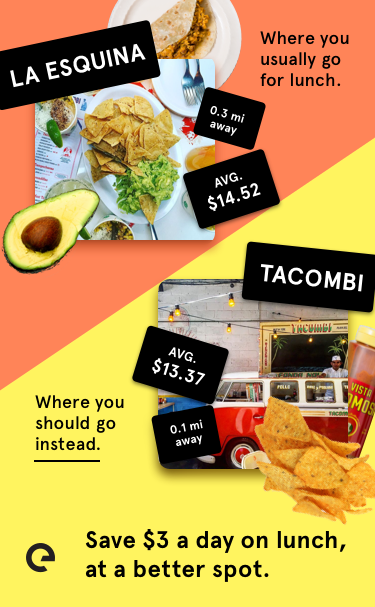 LA ESQUINA
Where you
usually go
for lunch.
0.3 mi
away
AVG.
$14.52
TACOMBI
TACOMBI
AVG.
$13.37
0.1 mi
away
VISTA
Where you
should go
instead.
Save $3 a day on lunch,
at a better spot.